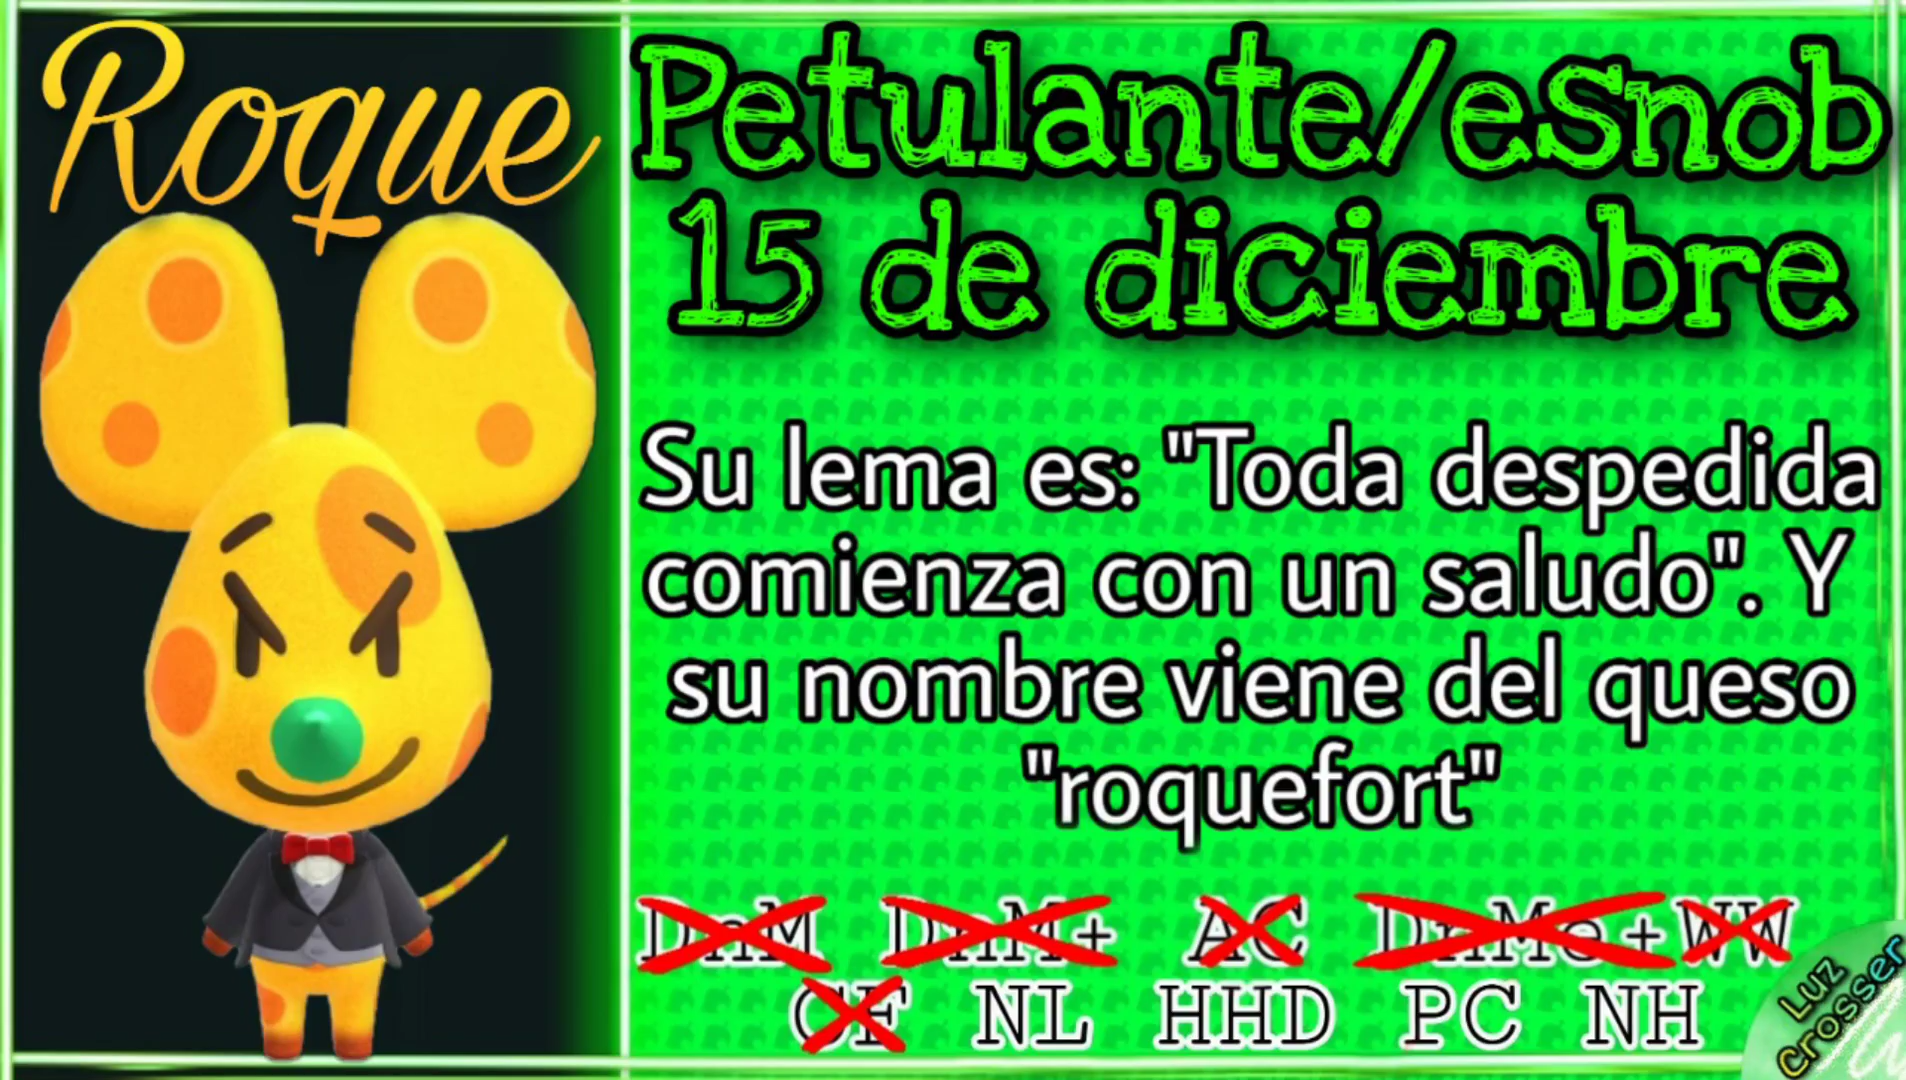 Roque
Petulante/esnob
15 de diciembre
Su lema es: "Toda despedida
comienza con un saludo". Y
su nombre viene del queso
"roquefort"
DnM DnM+ AC DnMe+ WW
CF NL HHD PC NH
Luz
Crosser